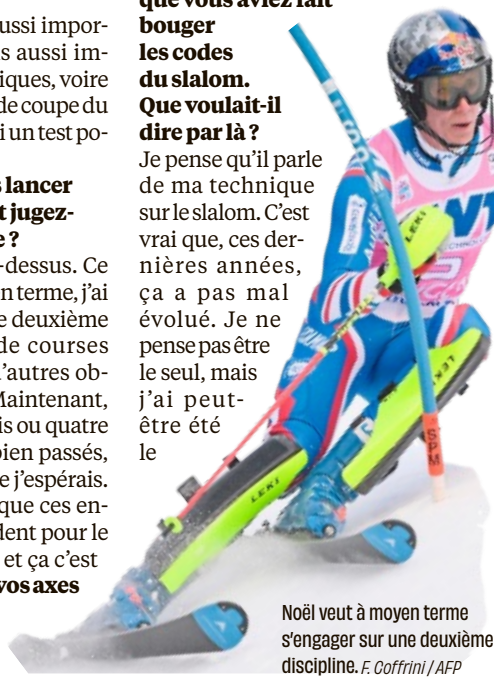 ussi impor-
s aussi im-
iques, voire
de coupe du
i un test po-
s lancer
t jugez-
e ?
-dessus. Ce
n terme, j'ai
e deuxième
de courses
'autres ob-
Maintenant,
is ou quatre
bien passés,
e j'espérais.
que ces en-
dent pour le
et ça c'est
vos axes
que vous aviez fait
bouger
les codes
du slalom.
Que voulait-il
dire par là ?
Je pense qu'il parle
de ma technique
sur le slalom. C'est
vrai que, ces der-
nières années,
ça a pas mal
évolué. Je ne
pense pas être
le seul, mais
j'ai peut-
être été
le
LEKI
LEKI
LEKI
SPM
Noël veut à moyen terme
s'engager sur une deuxième
discipline. F. Coffrini / AFP